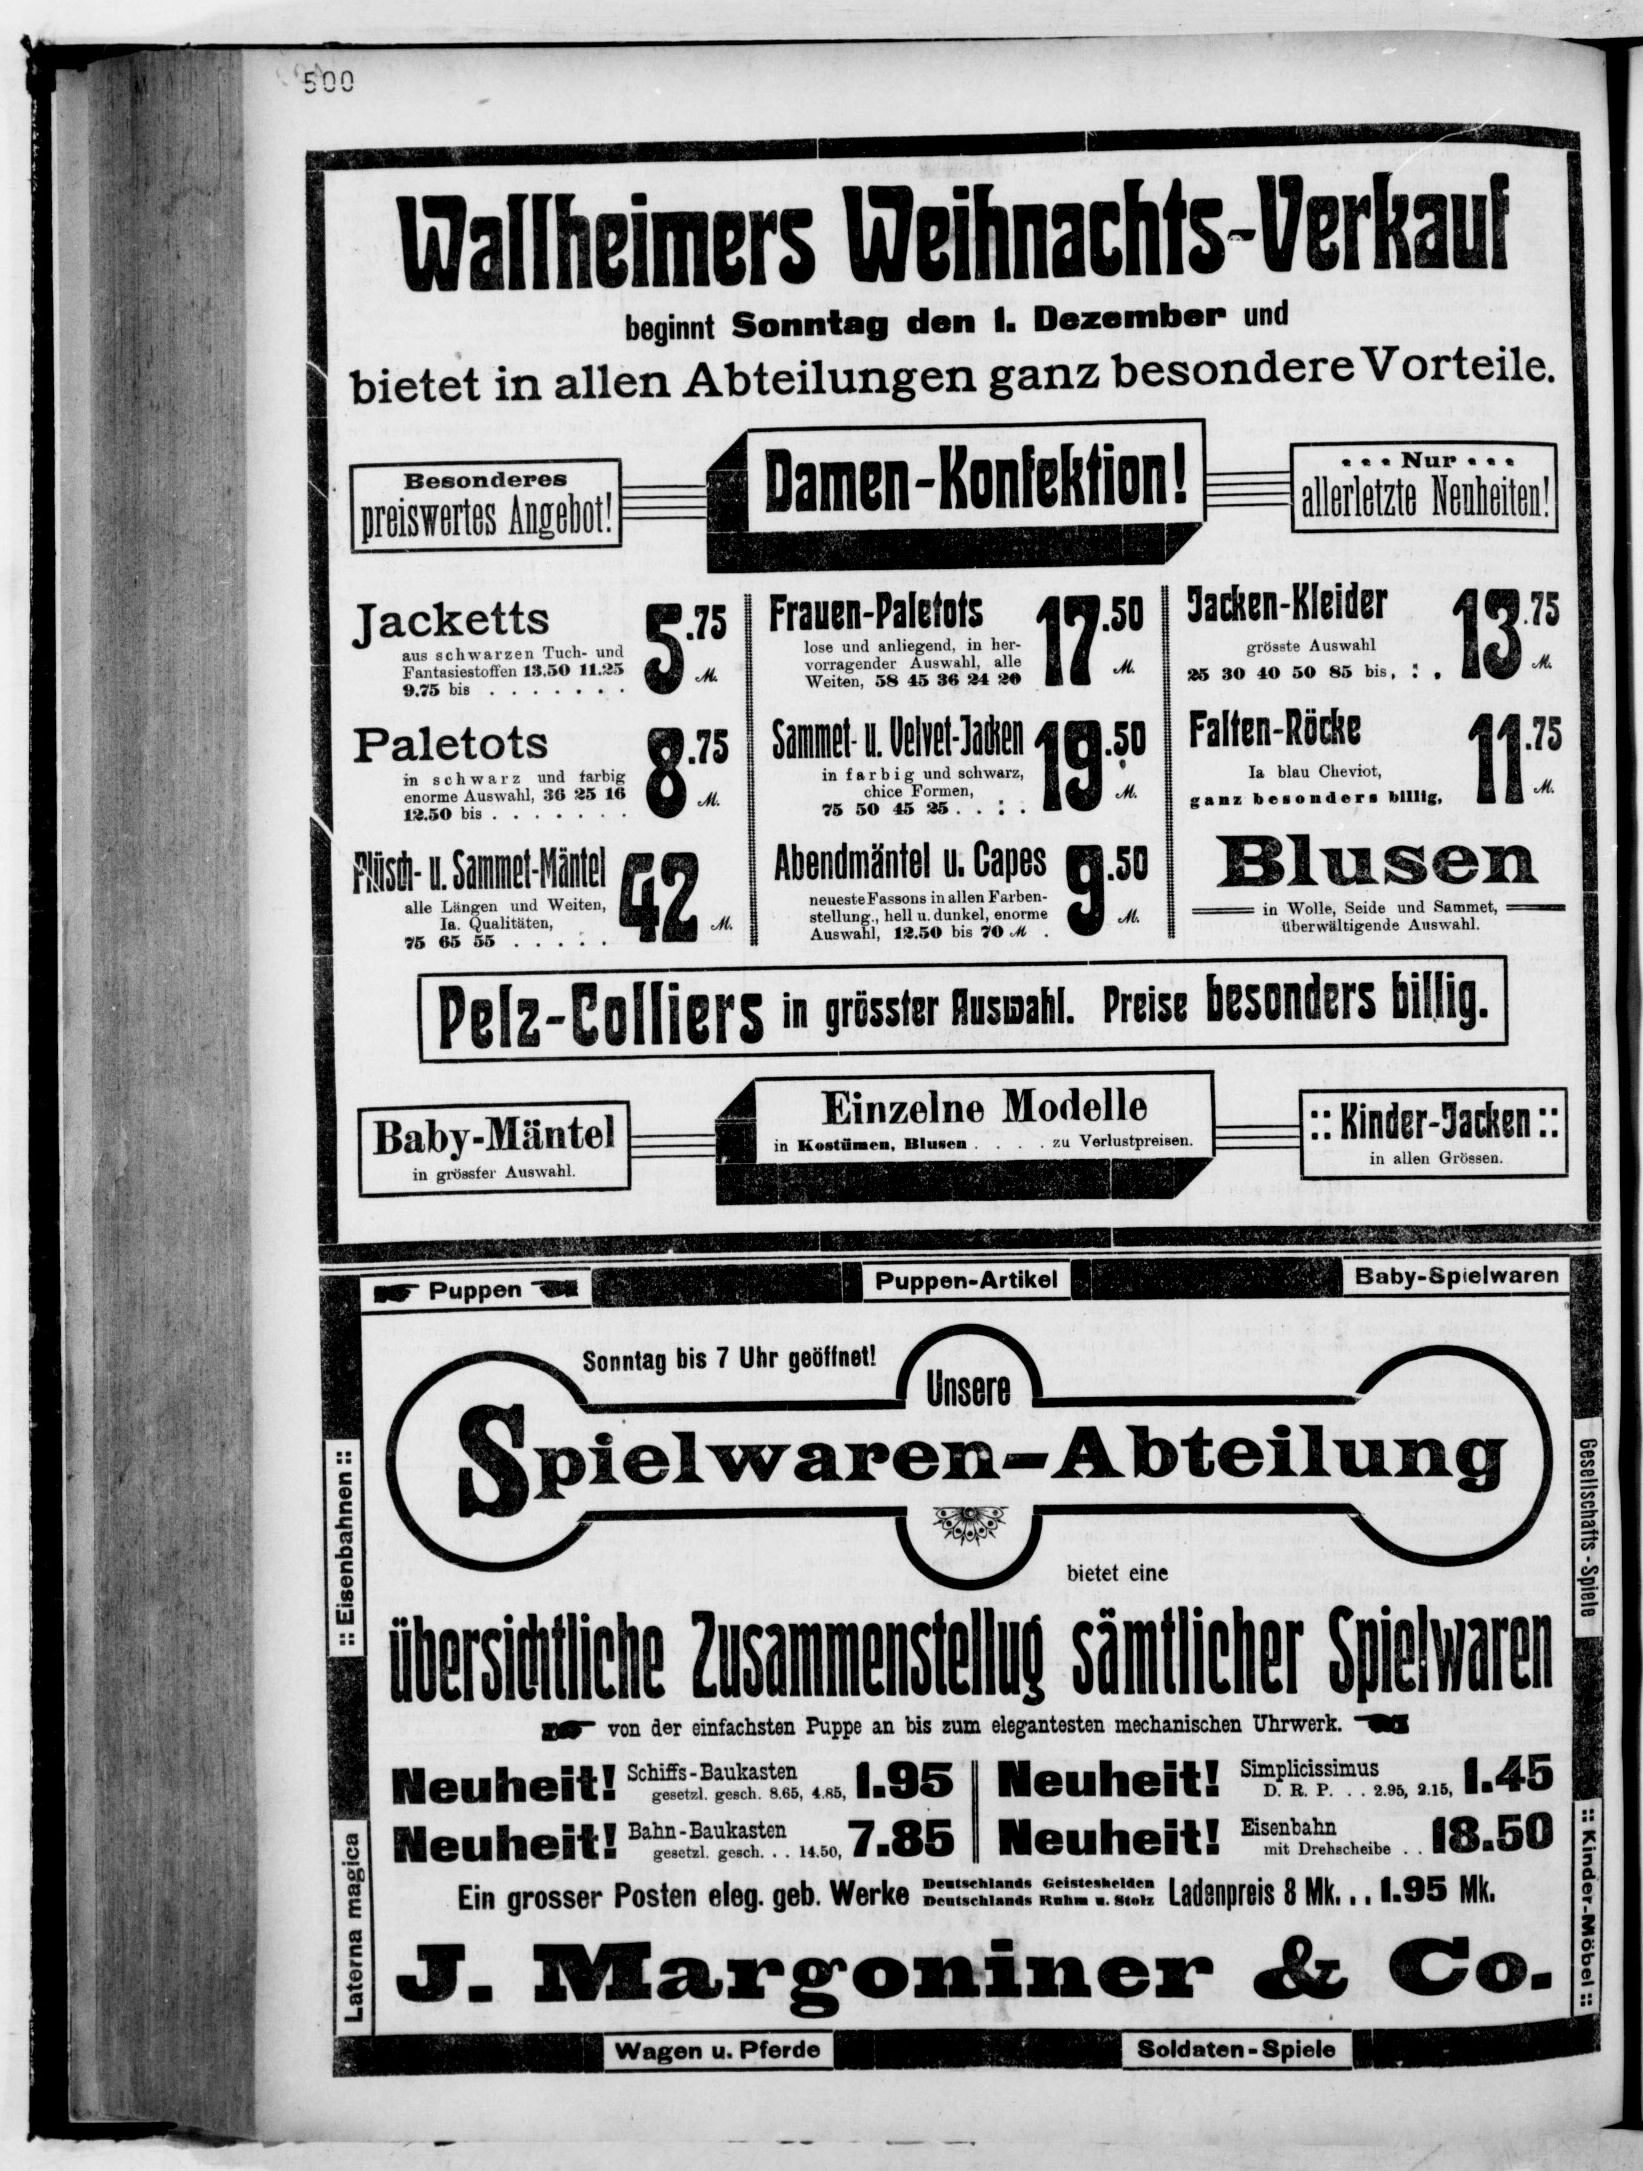 500
Wallheimers Weihnachts-Verkauf
beginnt Sonntag den 1. Dezember und
bietet in allen Abteilungen ganz besondere Vorteile.
Besonderes
preiswertes Angebot!
Damen-Konfektion!
Nur
allerletzte Neuheiten!
Jacketts
aus schwarzen Tuch- und
Fantasiestoffen 13.50 11.25
9.75 bis . . . . . . .
5.75 M.
Paletots
in schwarz und farbig
enorme Auswahl, 36 25 16
12.50 bis . . . . . . .
8.75 M.
Plüsch- u. Sammet-Mäntel
alle Längen und Weiten,
Ia. Qualitäten,
75 65 55 . . . . .
42 M.
Frauen-Paletots
lose und anliegend, in her-
vorragender Auswahl, alle
Weiten, 58 45 36 24 20
17.50 M.
Sammet- u. Velvet-Jacken
in farbig und schwarz,
chice Formen,
75 50 45 25 . . : .
19.50 M.
Abendmäntel u. Capes
neueste Fassons in allen Farben-
stellung., hell u. dunkel, enorme
Auswahl, 12.50 bis 70 M .
9.50 M.
Jacken-Kleider
grösste Auswahl
25 30 40 50 85 bis, : .
13.75 M.
Falten-Röcke
Ia blau Cheviot,
ganz besonders billig,
11.75 M.
Blusen
in Wolle, Seide und Sammet,
überwältigende Auswahl.
Pelz-Colliers in grösster Auswahl. Preise besonders billig.
Baby-Mäntel
in grösster Auswahl.
Einzelne Modelle
in Kostümen, Blusen . . . . zu Verlustpreisen.
:: Kinder-Jacken ::
in allen Grössen.
Puppen
Puppen-Artikel
Baby-Spielwaren
:: Eisenbahnen ::
Laterna magica
Gesellschafts-Spiele
:: Kinder-Möbel ::
Sonntag bis 7 Uhr geöffnet!
Unsere
Spielwaren-Abteilung
bietet eine
übersichtliche Zusammenstellug sämtlicher Spielwaren
von der einfachsten Puppe an bis zum elegantesten mechanischen Uhrwerk.
Neuheit! Schiffs-Baukasten
gesetzl. gesch. 8.65, 4.85, 1.95
Neuheit! Simplicissimus
D. R. P. . . 2.95, 2.15, 1.45
Neuheit! Bahn-Baukasten
gesetzl. gesch. . . 14.50, 7.85
Neuheit! Eisenbahn
mit Drehscheibe . . 18.50
Ein grosser Posten eleg. geb. Werke Deutschlands Geisteshelden
Deutschlands Ruhm u. Stolz Ladenpreis 8 Mk. . . 1.95 Mk.
J. Margoniner & Co.
Wagen u. Pferde
Soldaten-Spiele